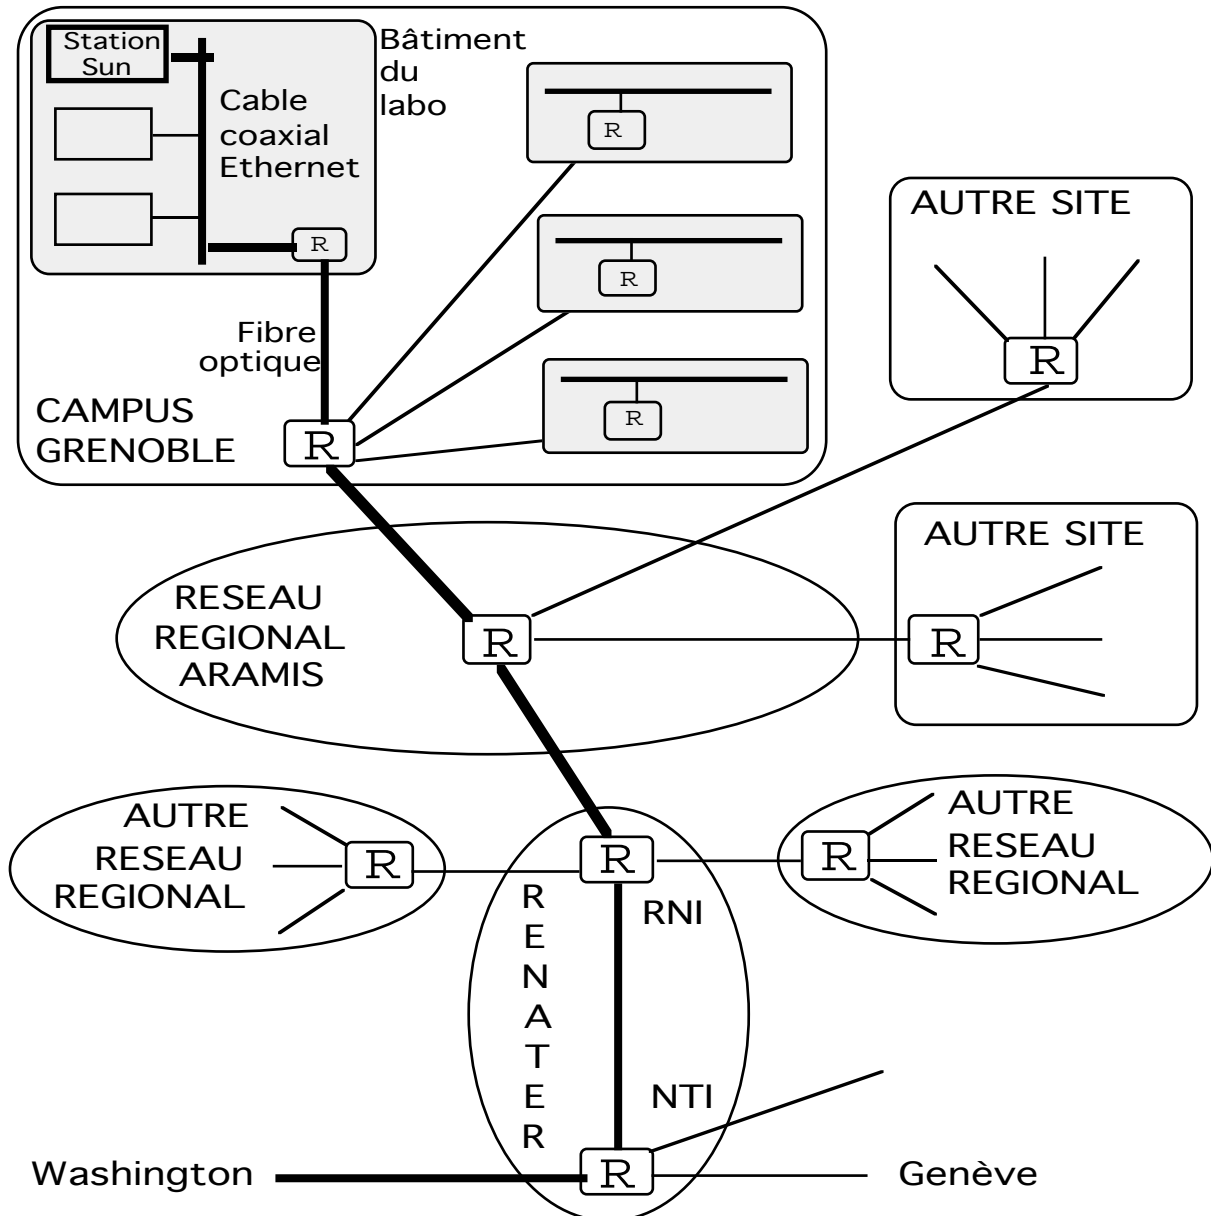 Station
Sun
Bâtiment
du
labo
Cable
coaxial
Ethernet
R
R
R
R
Fibre
optique
CAMPUS
GRENOBLE
R
AUTRE SITE
R
AUTRE SITE
R
RESEAU
REGIONAL
ARAMIS
R
AUTRE
RESEAU
REGIONAL
R
R
RNI
R
AUTRE
RESEAU
REGIONAL
R
E
N
A
T
E
R
NTI
Washington
R
Genève